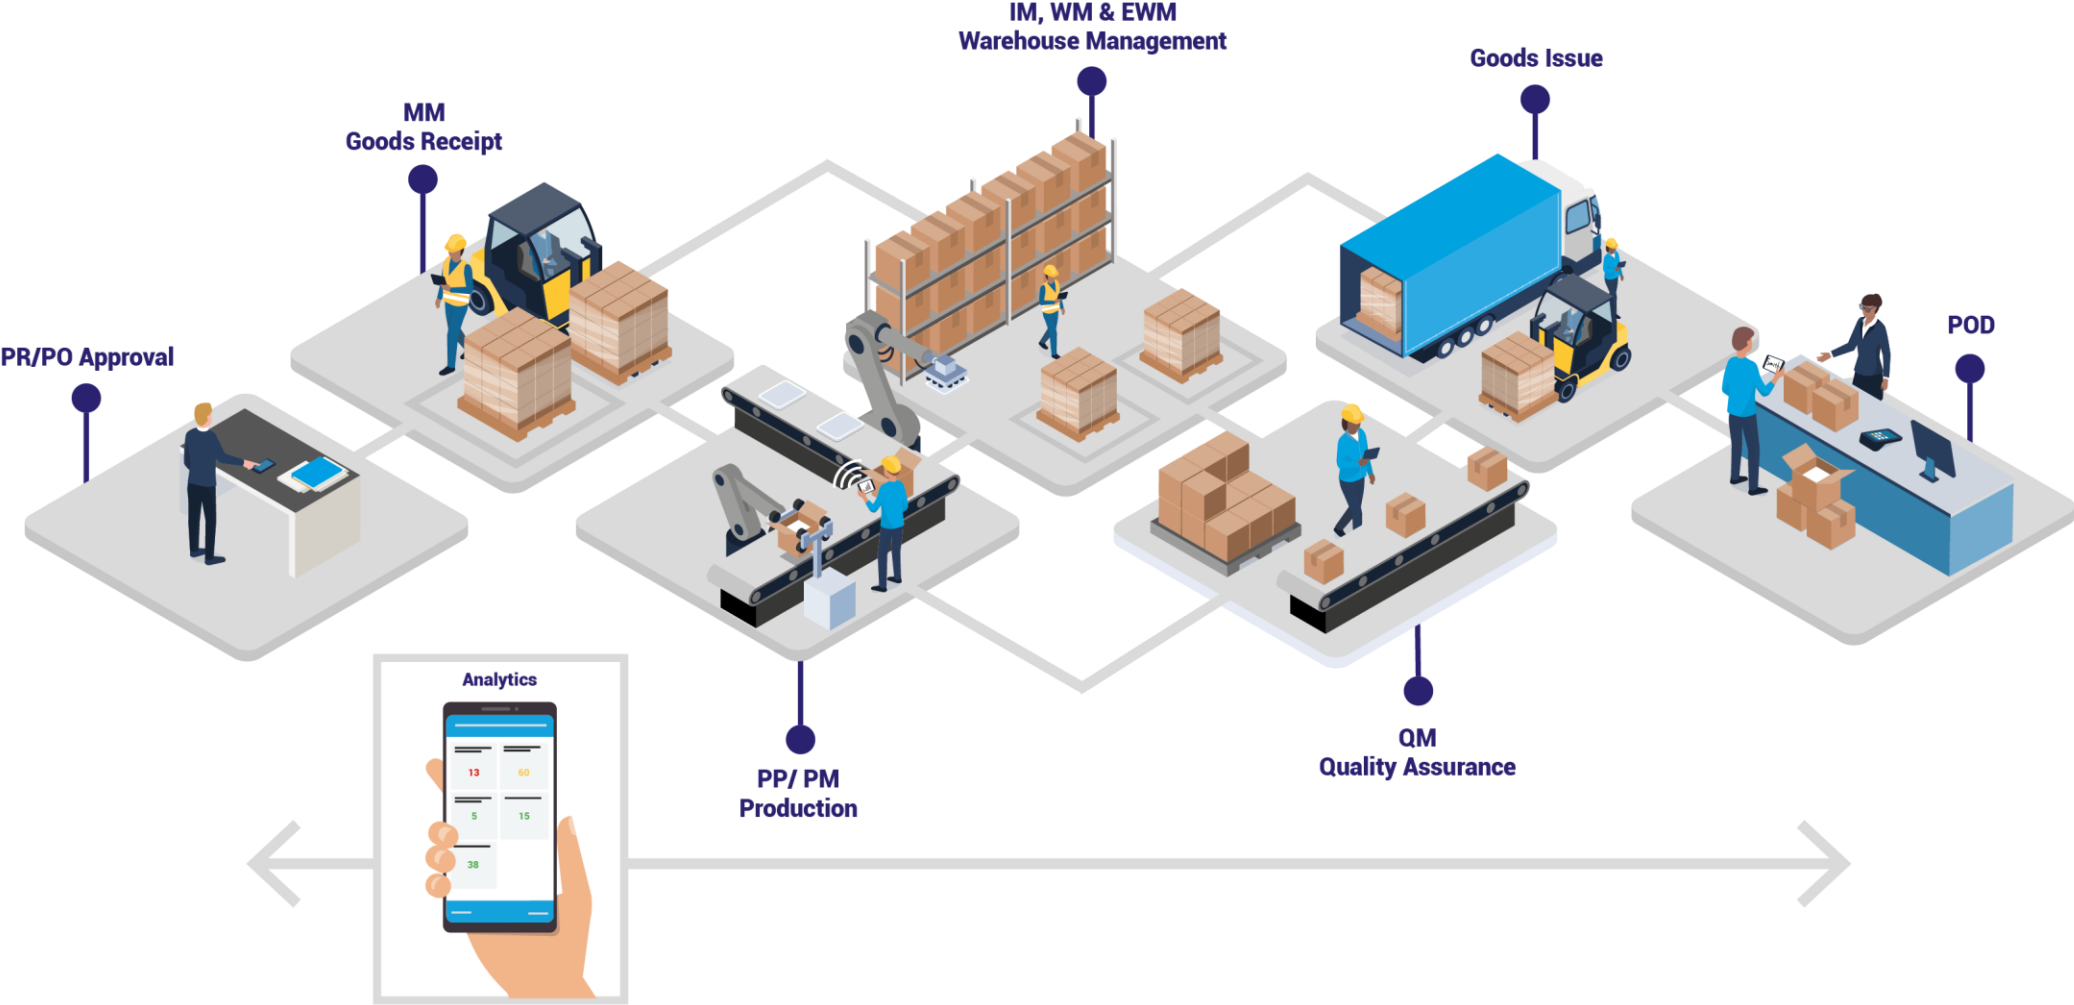 IM, WM & EWM
Warehouse Management
Goods Issue
MM
Goods Receipt
POD
PR/PO Approval
Analytics
13
60
5
15
38
PP/ PM
Production
QM
Quality Assurance